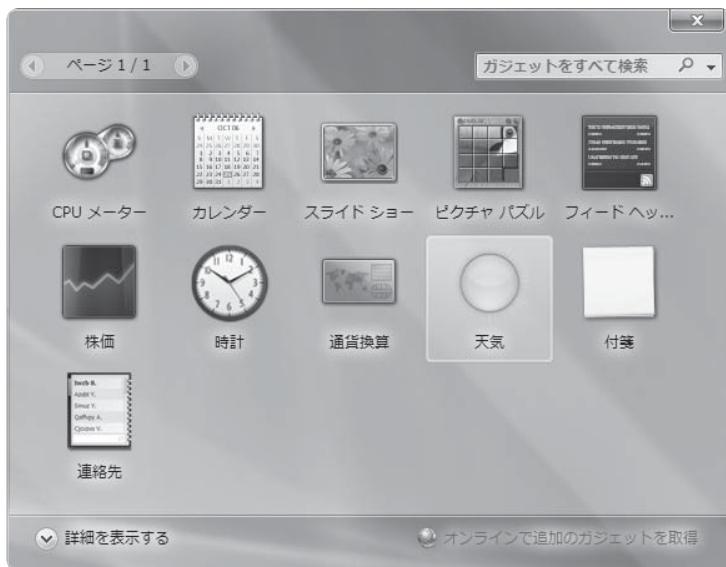 ページ 1 / 1
ガジェットをすべて検索
CPU メーター
カレンダー
スライド ショー
ピクチャ パズル
フィード ヘッ...
OCT 06
株価
時計
通貨換算
天気
付箋
連絡先
詳細を表示する
オンラインで追加のガジェットを取得